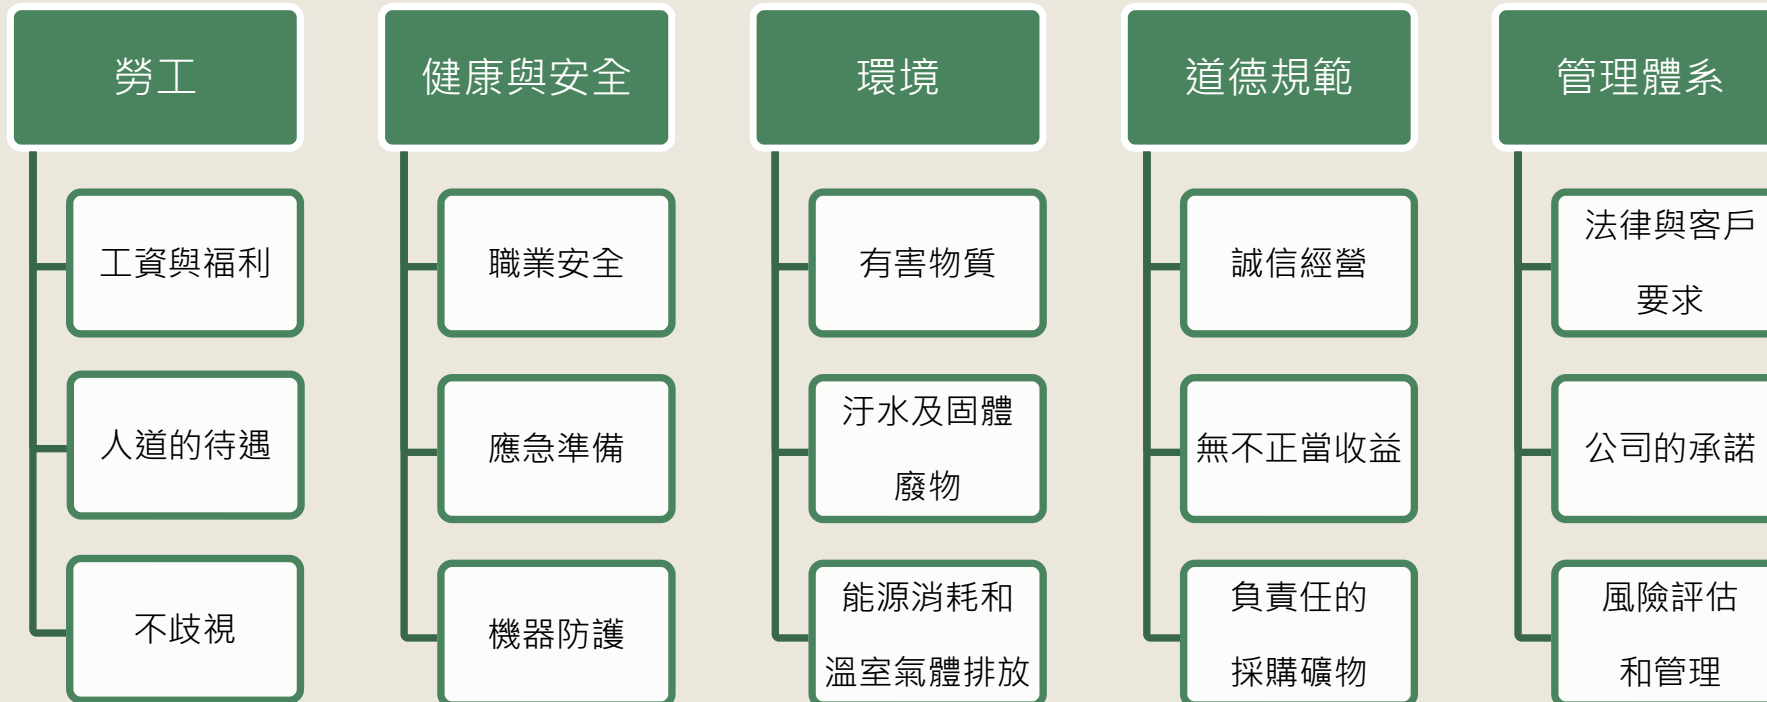 勞工
工資與福利
人道的待遇
不歧視
健康與安全
職業安全
應急準備
機器防護
環境
有害物質
汙水及固體
廢物
能源消耗和
溫室氣體排放
道德規範
誠信經營
無不正當收益
負責任的
採購礦物
管理體系
法律與客戶
要求
公司的承諾
風險評估
和管理